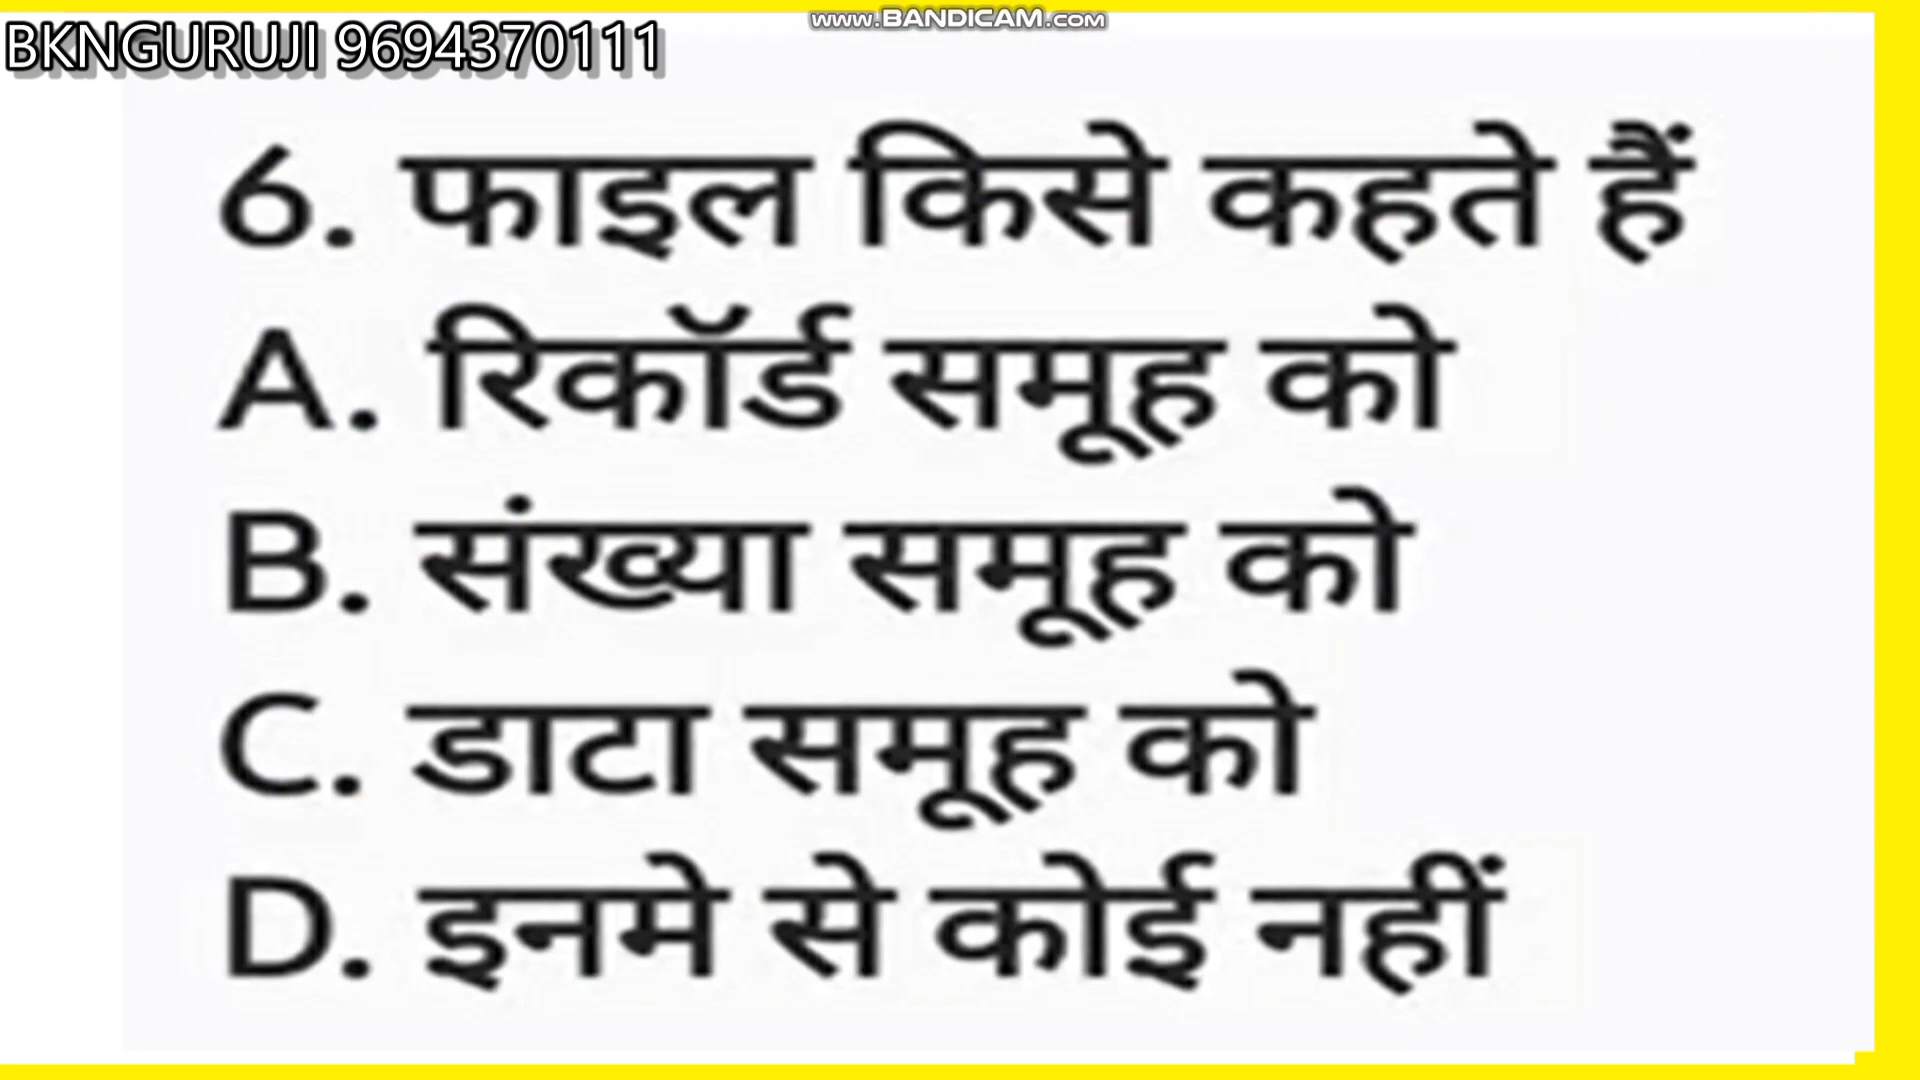 www.BANDICAM.com
BKNGURUJI 9694370111
6. फाइल किसे कहते हैं
A. रिकॉर्ड समूह को
B. संख्या समूह को
C. डाटा समूह को
D. इनमे से कोई नहीं